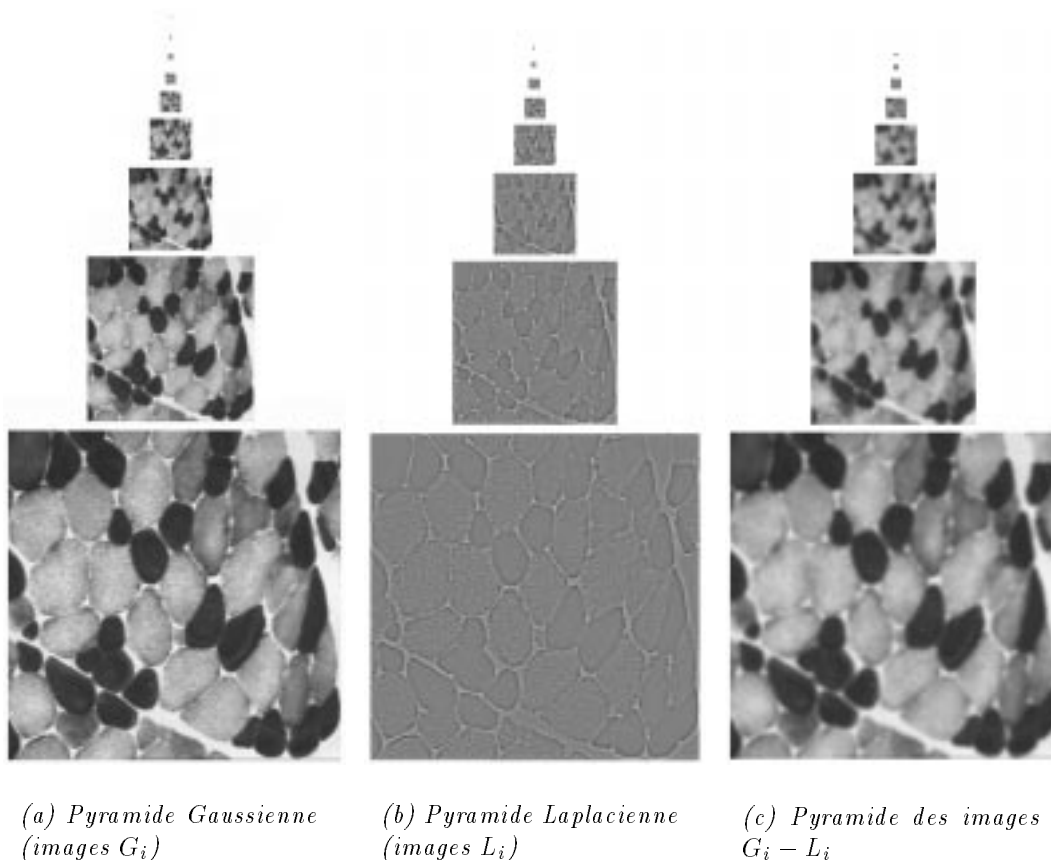 (a) Pyramide Gaussienne
(images G_i)
(b) Pyramide Laplacienne
(images L_i)
(c) Pyramide des images
G_i − L_i